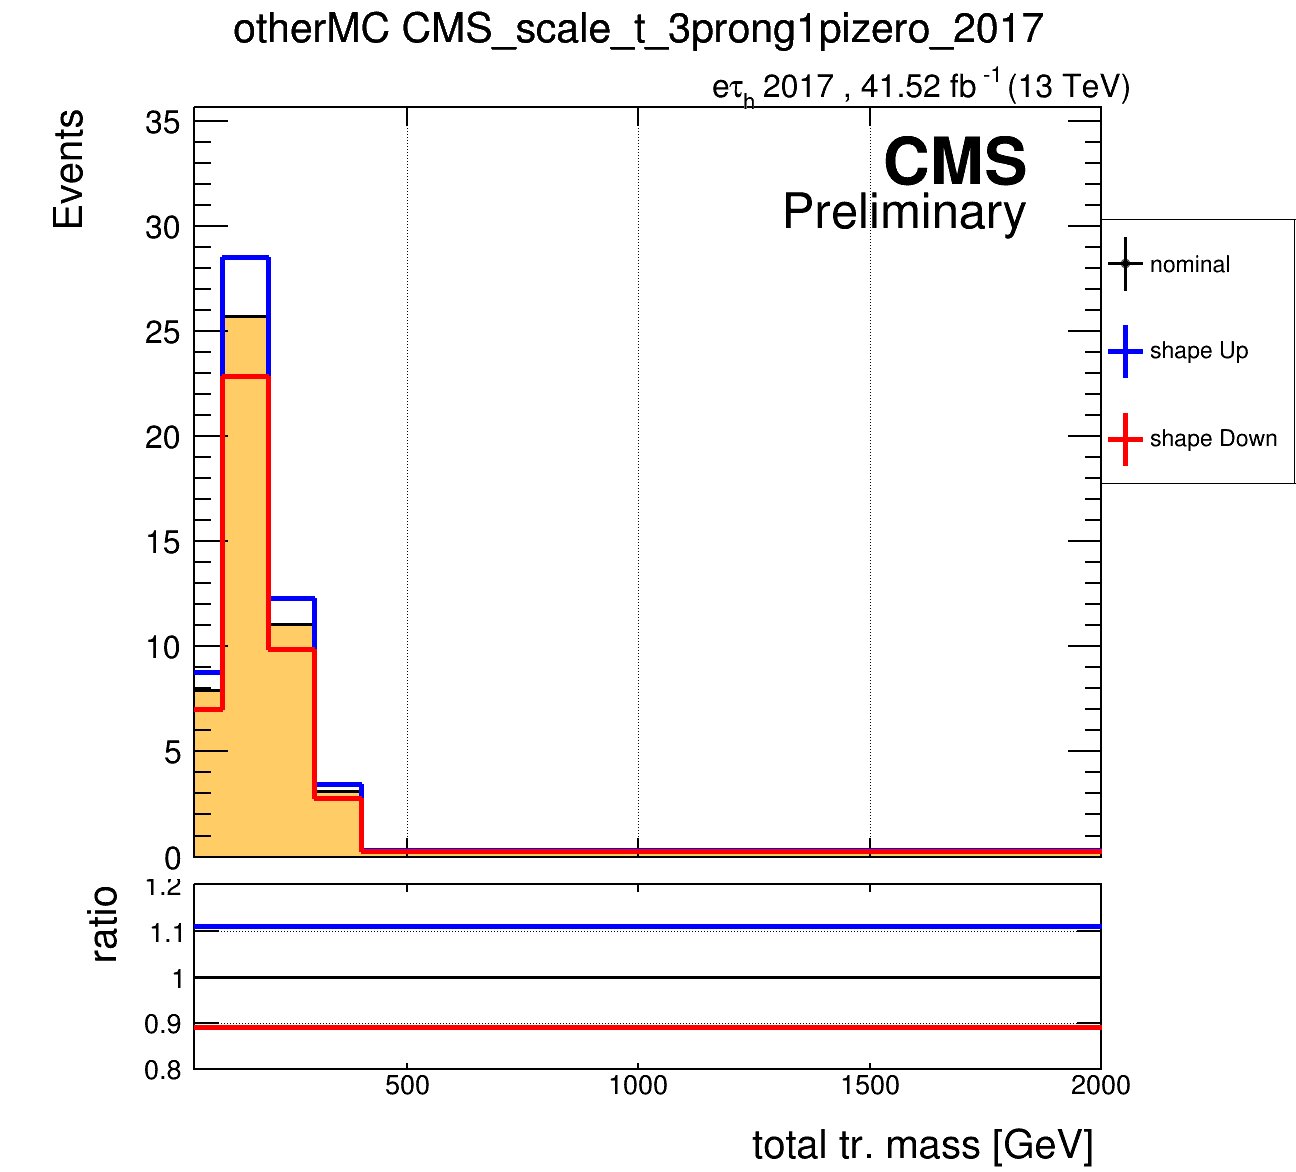 otherMC CMS_scale_t_3prong1pizero_2017
eτh 2017 , 41.52 fb-1 (13 TeV)
Events
35
30
25
20
15
10
5
0
CMS
Preliminary
nominal
shape Up
shape Down
ratio
1.2
1.1
1
0.9
0.8
500 1000 1500 2000
total tr. mass [GeV]